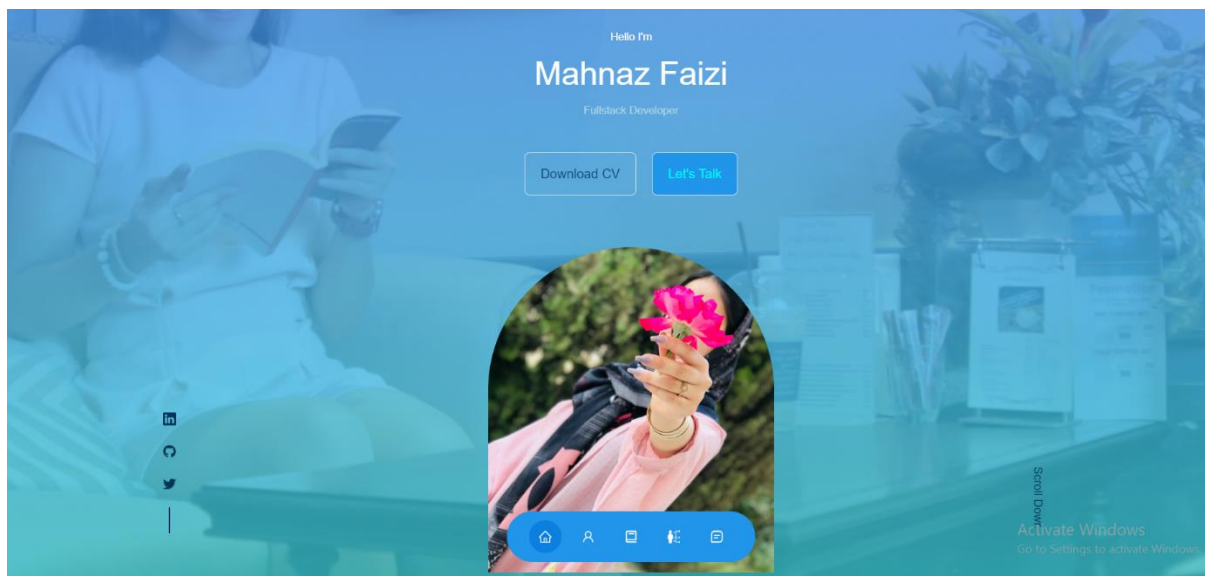 Hello I'm
Mahnaz Faizi
Fullstack Developer
Download CV
Let's Talk
in
Scroll Down
Activate Windows
Go to Settings to activate Windows.